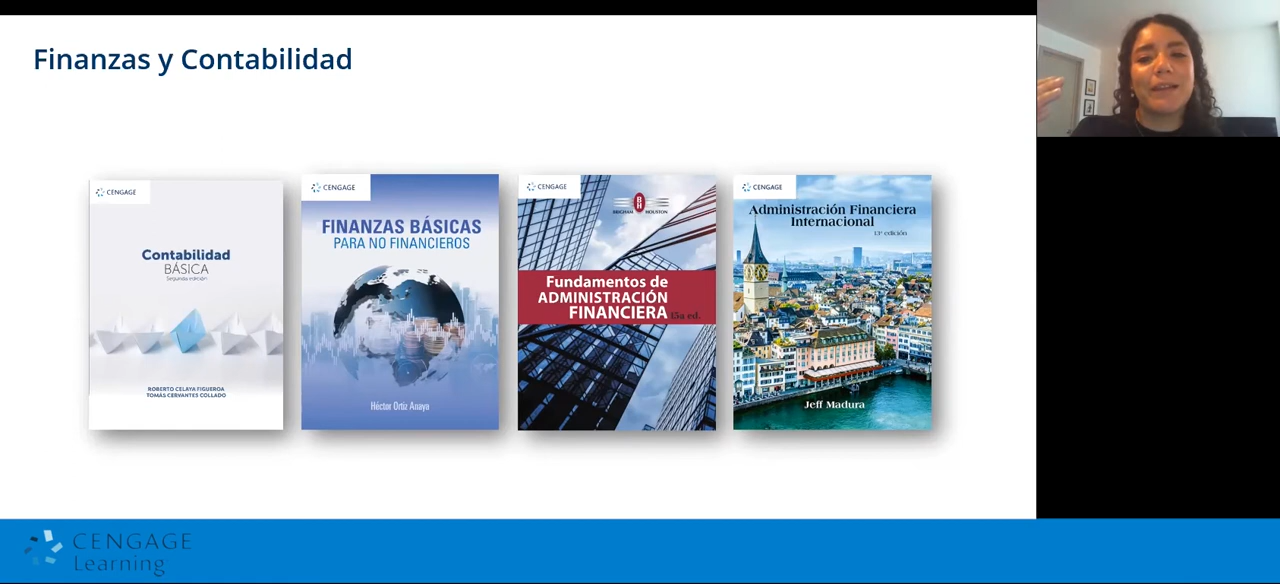 Finanzas y Contabilidad
CENGAGE
Contabilidad
BÁSICA
Segunda edición
ROBERTO CELAYA FIGUEROA
TOMÁS CERVANTES COLLADO
CENGAGE
FINANZAS BÁSICAS
PARA NO FINANCIEROS
Héctor Ortiz Anaya
CENGAGE
BH
BRIGHAM HOUSTON
Fundamentos de
ADMINISTRACIÓN
FINANCIERA 15a ed.
CENGAGE
Administración Financiera
Internacional
13ª edición
Jeff Madura
CENGAGE
Learning